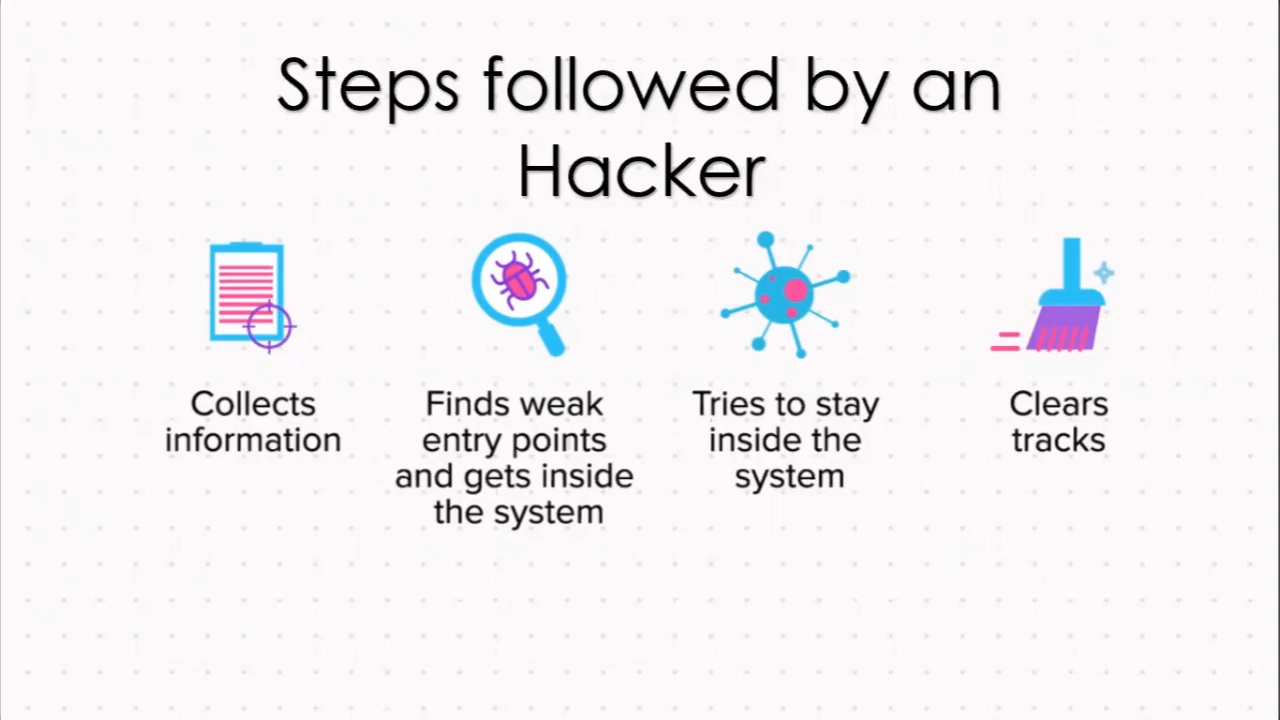 Steps followed by an
Hacker
Collects
information
Finds weak
entry points
and gets inside
the system
Tries to stay
inside the
system
Clears
tracks